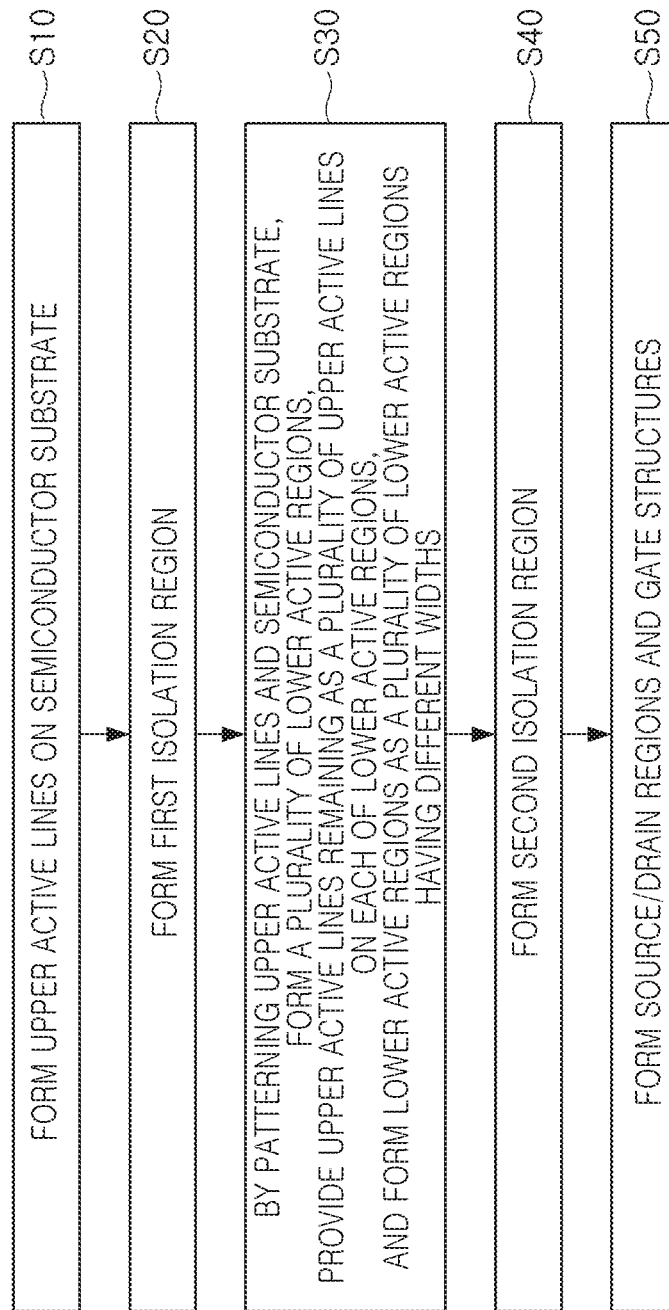 FORM UPPER ACTIVE LINES ON SEMICONDUCTOR SUBSTRATE
S10
FORM FIRST ISOLATION REGION
S20
BY PATTERNING UPPER ACTIVE LINES AND SEMICONDUCTOR SUBSTRATE,
FORM A PLURALITY OF LOWER ACTIVE REGIONS,
PROVIDE UPPER ACTIVE LINES REMAINING AS A PLURALITY OF UPPER ACTIVE LINES
ON EACH OF LOWER ACTIVE REGIONS,
AND FORM LOWER ACTIVE REGIONS AS A PLURALITY OF LOWER ACTIVE REGIONS
HAVING DIFFERENT WIDTHS
S30
FORM SECOND ISOLATION REGION
S40
FORM SOURCE/DRAIN REGIONS AND GATE STRUCTURES
S50